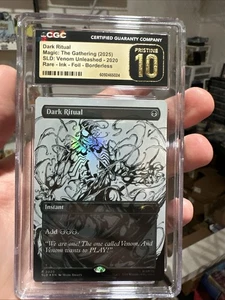 CGC
CERTIFIED GUARANTY COMPANY
Dark Ritual
Magic: The Gathering (2025)
SLD: Venom Unleashed - 2020
Rare - Ink - Foil - Borderless
PRISTINE
10
Dark Ritual
Instant
Add
"We are one! The one called Venom. And
Venom wants to PLAY!"